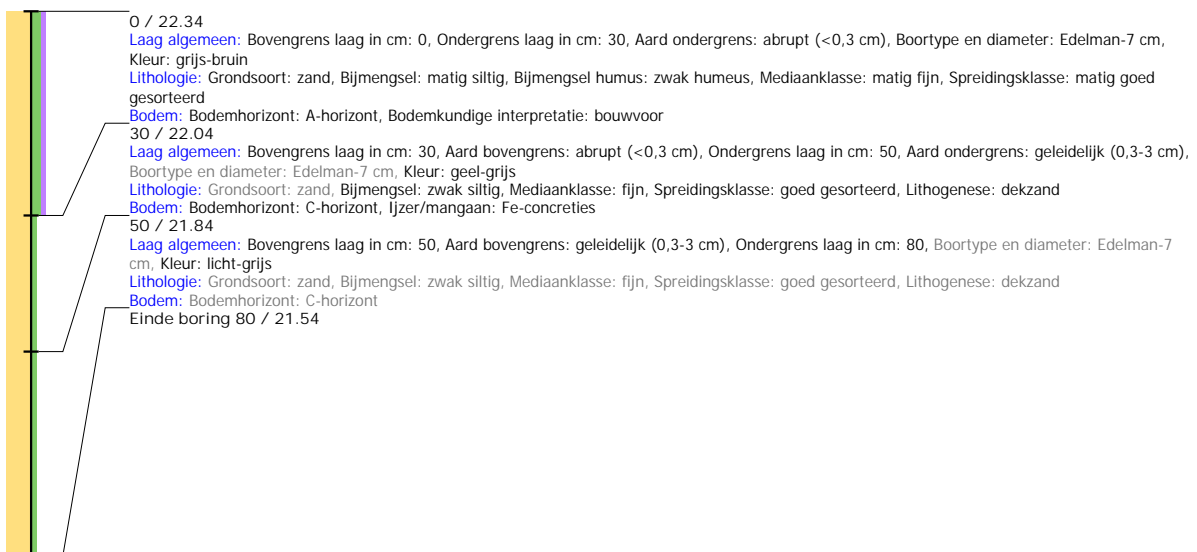 0 / 22.34
Laag algemeen: Bovengrens laag in cm: 0, Ondergrens laag in cm: 30, Aard ondergrens: abrupt (<0,3 cm), Boortype en diameter: Edelman-7 cm,
Kleur: grijs-bruin
Lithologie: Grondsoort: zand, Bijmengsel: matig siltig, Bijmengsel humus: zwak humeus, Mediaanklasse: matig fijn, Spreidingsklasse: matig goed
gesorteerd
Bodem: Bodemhorizont: A-horizont, Bodemkundige interpretatie: bouwvoor
30 / 22.04
Laag algemeen: Bovengrens laag in cm: 30, Aard bovengrens: abrupt (<0,3 cm), Ondergrens laag in cm: 50, Aard ondergrens: geleidelijk (0,3-3 cm),
Boortype en diameter: Edelman-7 cm, Kleur: geel-grijs
Lithologie: Grondsoort: zand, Bijmengsel: zwak siltig, Mediaanklasse: fijn, Spreidingsklasse: goed gesorteerd, Lithogenese: dekzand
Bodem: Bodemhorizont: C-horizont, Ijzer/mangaan: Fe-concreties
50 / 21.84
Laag algemeen: Bovengrens laag in cm: 50, Aard bovengrens: geleidelijk (0,3-3 cm), Ondergrens laag in cm: 80, Boortype en diameter: Edelman-7
cm, Kleur: licht-grijs
Lithologie: Grondsoort: zand, Bijmengsel: zwak siltig, Mediaanklasse: fijn, Spreidingsklasse: goed gesorteerd, Lithogenese: dekzand
Bodem: Bodemhorizont: C-horizont
Einde boring 80 / 21.54